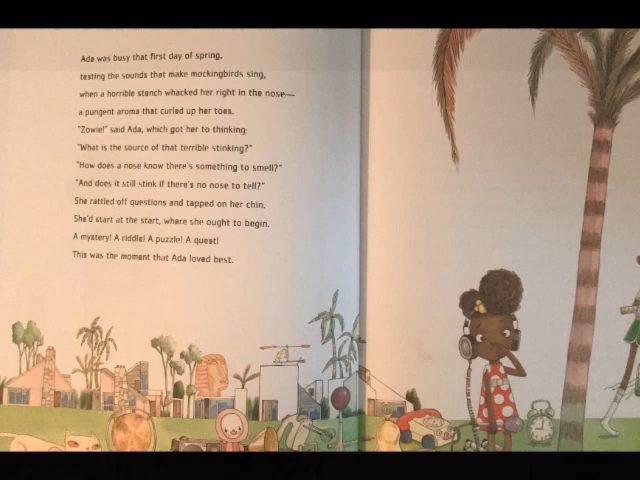 Ada was busy that first day of spring,
testing the sounds that make mockingbirds sing,
when a horrible stench whacked her right in the nose—
a pungent aroma that curled up her toes.
"Zowie!" said Ada, which got her to thinking:
"What is the source of that terrible stinking?"
"How does a nose know there's something to smell?"
"And does it still stink if there's no nose to tell?"
She rattled off questions and tapped on her chin.
She'd start at the start, where she ought to begin.
A mystery! A riddle! A puzzle! A quest!
This was the moment that Ada loved best.